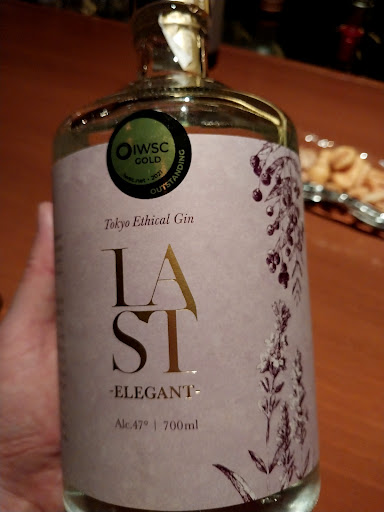 IWSC
GOLD
OUTSTANDING
Tokyo Ethical Gin
LA
ST
-ELEGANT-
Alc.47° | 700ml